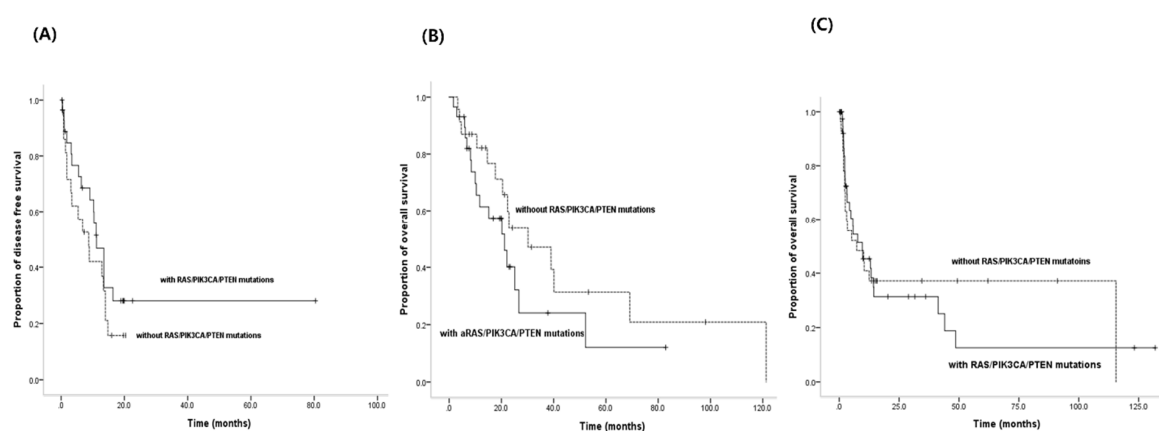 (A)
Proportion of disease free survival
1.0
0.8
0.6
0.4
0.2
0.0
with RAS/PIK3CA/PTEN mutations
without RAS/PIK3CA/PTEN mutations
.0 20.0 40.0 60.0 80.0 100.0
Time (months)
(B)
Proportion of overall survival
1.0
0.8
0.6
0.4
0.2
0.0
withoout RAS/PIK3CA/PTEN mutations
with aRAS/PIK3CA/PTEN mutations
.0 20.0 40.0 60.0 80.0 100.0 120.0
Time (months)
(C)
Proportion of overall survival
1.0
0.8
0.6
0.4
0.2
0.0
without RAS/PIK3CA/PTEN mutatoins
with RAS/PIK3CA/PTEN mutations
.0 25.0 50.0 75.0 100.0 125.0
Time (months)